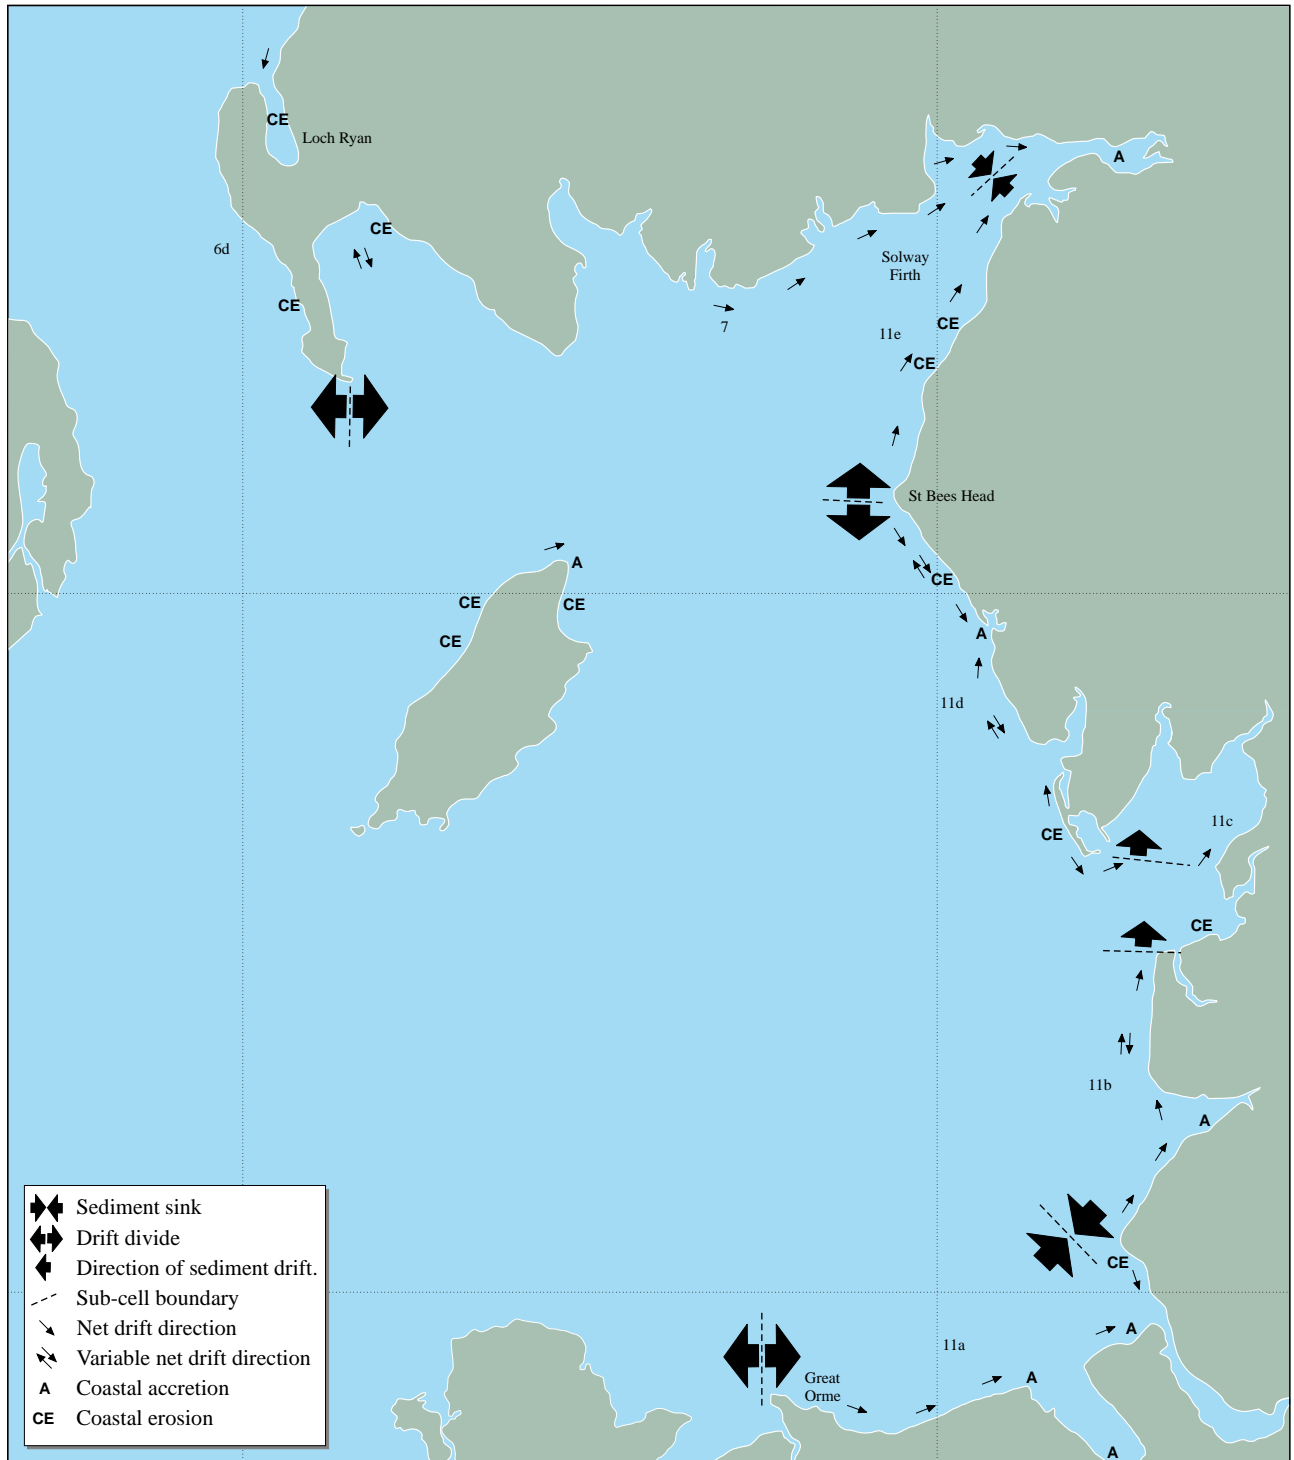 CE
Loch Ryan
A
CE
6d
Solway
Firth
CE
7
11e
CE
CE
St Bees Head
A
CE
CE
CE
A
CE
11d
11c
CE
CE
11b
A
CE
A
11a
Great
Orme
A
A
Sediment sink
Drift divide
Direction of sediment drift.
Sub-cell boundary
Net drift direction
Variable net drift direction
A Coastal accretion
CE Coastal erosion